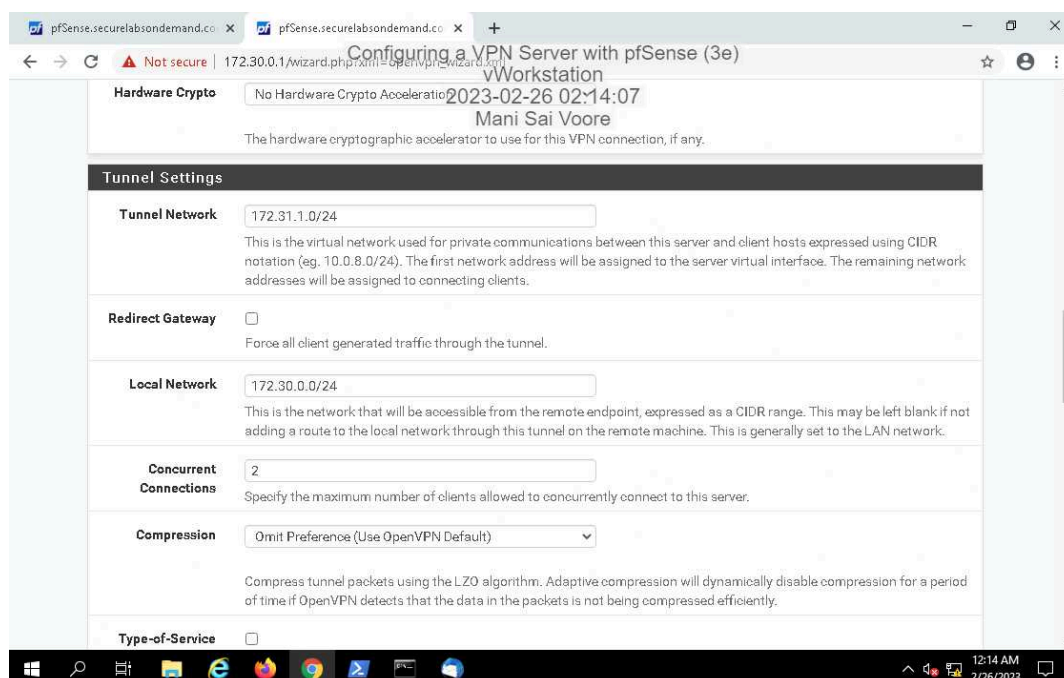 pfSense.securelabsondemand.co
pfSense.securelabsondemand.co
Not secure | 172.30.0.1/wizard.php?xml=openvpn_wizard.xml
Configuring a VPN Server with pfSense (3e)
vWorkstation
2023-02-26 02:14:07
Mani Sai Voore
Hardware Crypto
No Hardware Crypto Acceleration
The hardware cryptographic accelerator to use for this VPN connection, if any.
Tunnel Settings
Tunnel Network
172.31.1.0/24
This is the virtual network used for private communications between this server and client hosts expressed using CIDR
notation (eg. 10.0.8.0/24). The first network address will be assigned to the server virtual interface. The remaining network
addresses will be assigned to connecting clients.
Redirect Gateway
Force all client generated traffic through the tunnel.
Local Network
172.30.0.0/24
This is the network that will be accessible from the remote endpoint, expressed as a CIDR range. This may be left blank if not
adding a route to the local network through this tunnel on the remote machine. This is generally set to the LAN network.
Concurrent
Connections
2
Specify the maximum number of clients allowed to concurrently connect to this server.
Compression
Omit Preference (Use OpenVPN Default)
Compress tunnel packets using the LZO algorithm. Adaptive compression will dynamically disable compression for a period
of time if OpenVPN detects that the data in the packets is not being compressed efficiently.
Type-of-Service
12:14 AM
2/26/2023